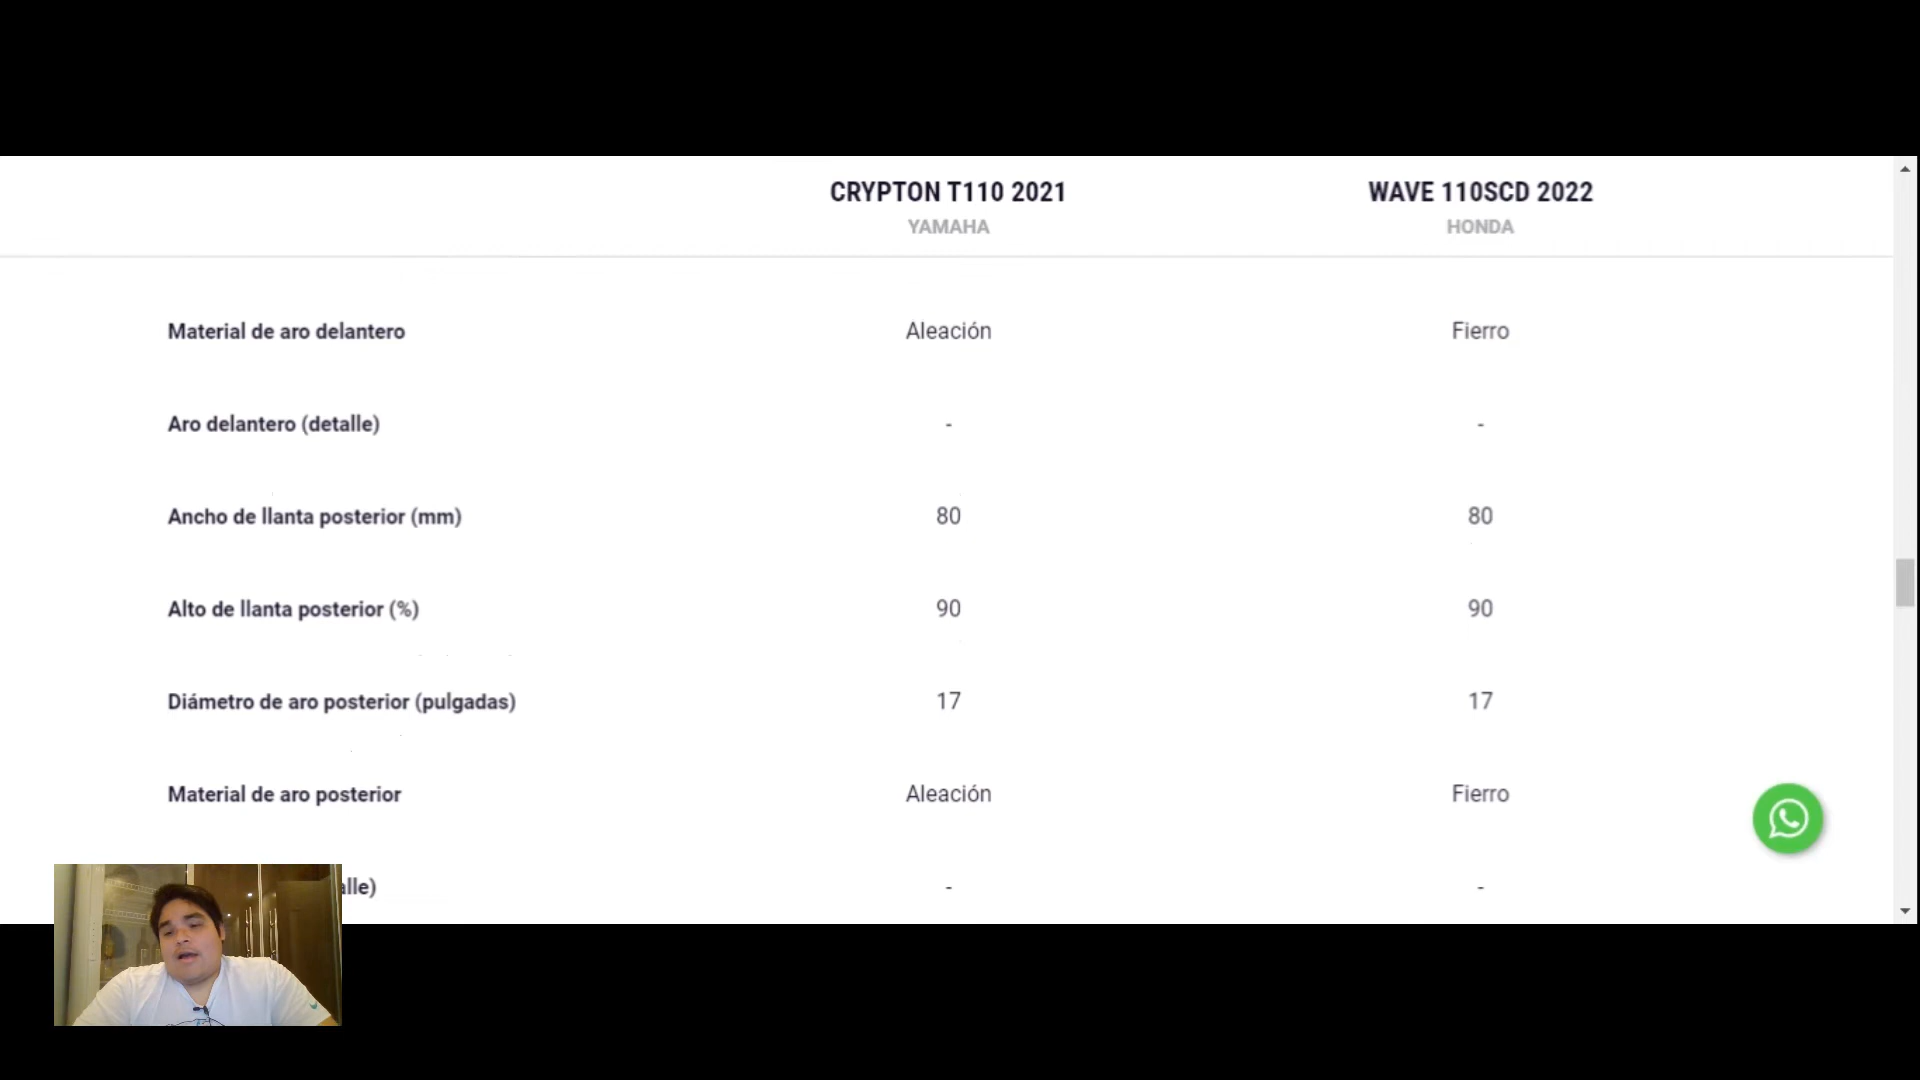 CRYPTON T110 2021 WAVE 110SCD 2022
YAMAHA HONDA
Material de aro delantero Aleación Fierro
Aro delantero (detalle) - -
Ancho de llanta posterior (mm) 80 80
Alto de llanta posterior (%) 90 90
Diámetro de aro posterior (pulgadas) 17 17
Material de aro posterior Aleación Fierro
alle) - -